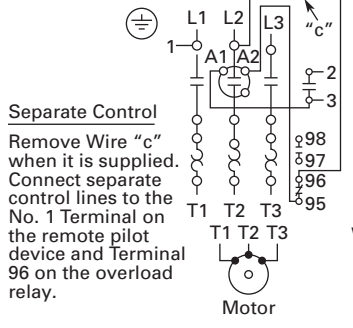 L1 L2 L3
"C"
1
A1 A2
2
3
Separate Control
Remove Wire "c"
when it is supplied.
Connect separate
control lines to the
No. 1 Terminal on
the remote pilot
device and Terminal
96 on the overload
relay.
98
97
96
95
T1 T2 T3
T1 T2 T3
Motor